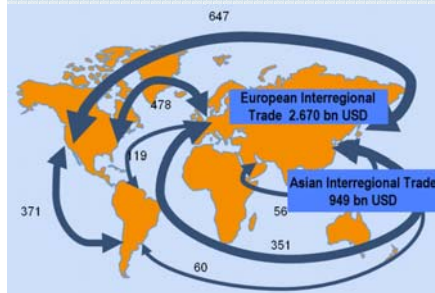 647
478
European Interregional
Trade 2.670 bn USD
119
Asian Interregional Trade
949 bn USD
371
56
351
60